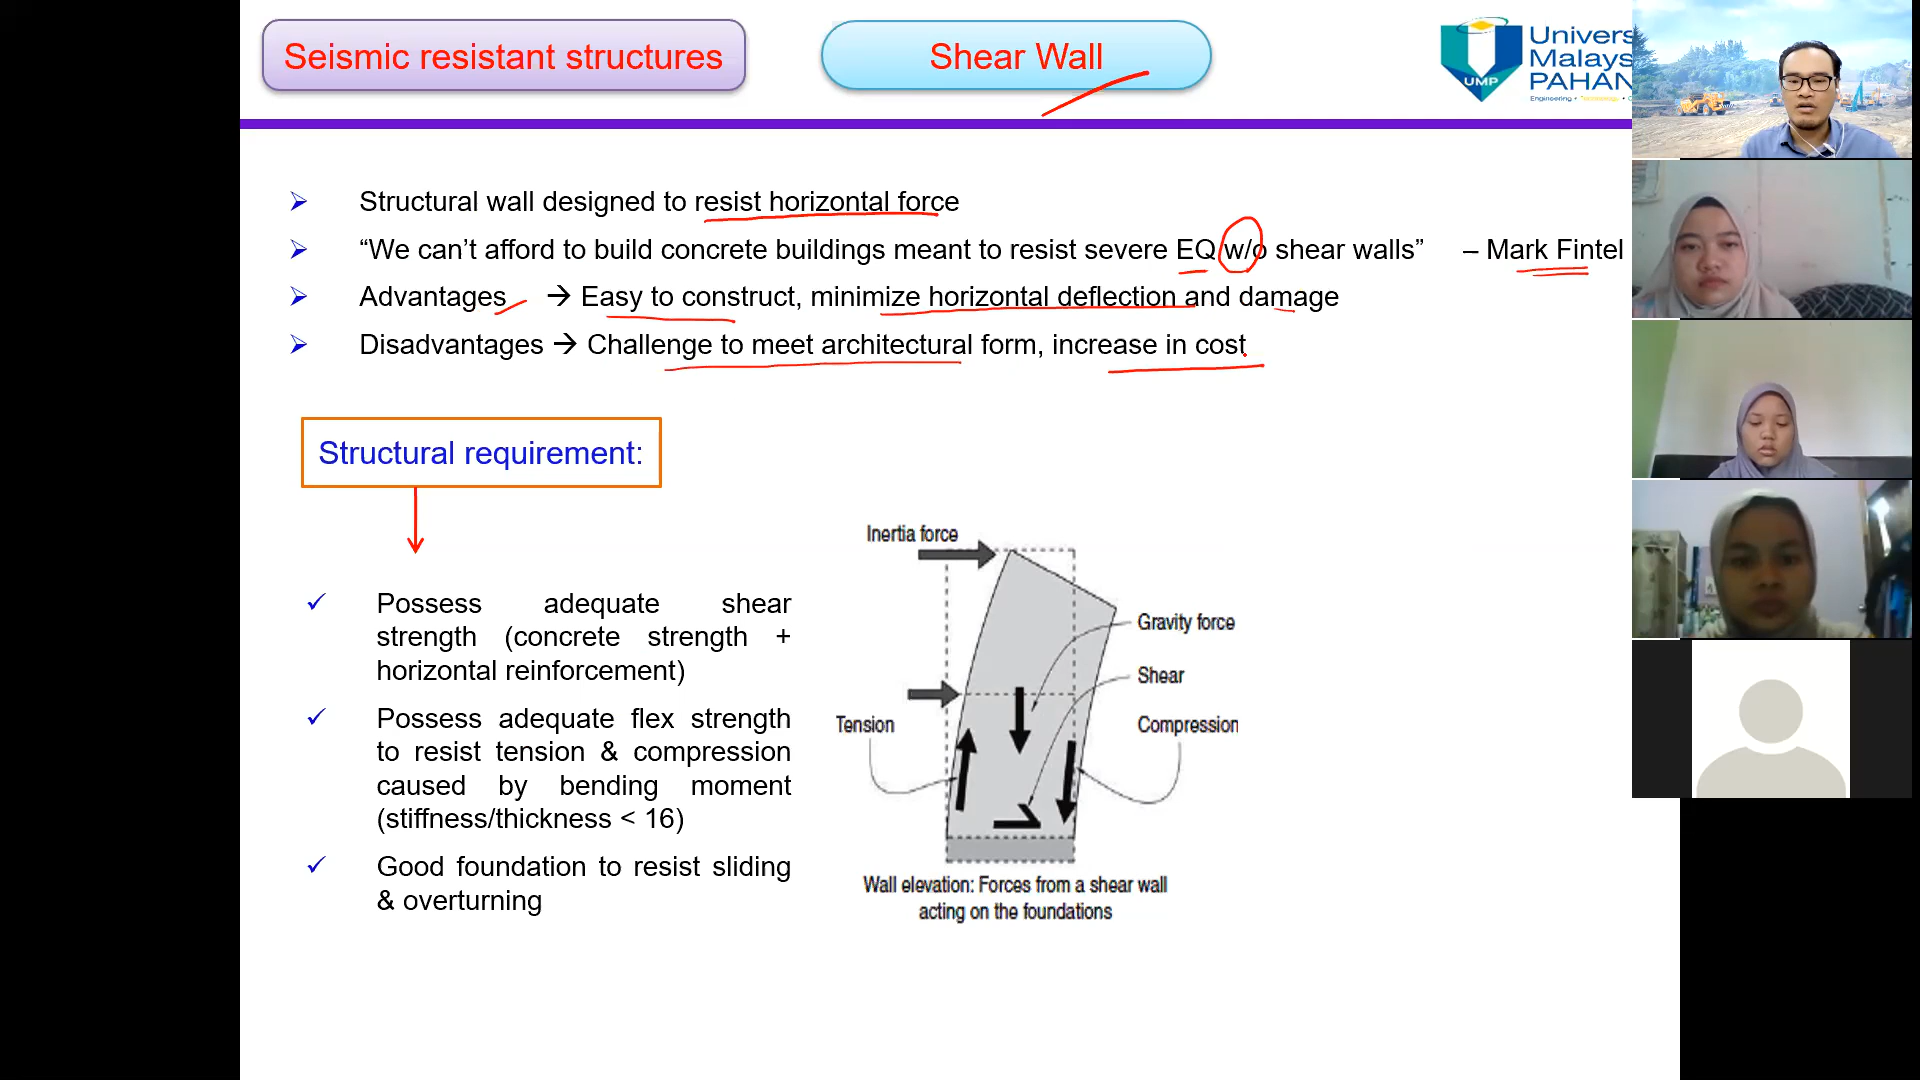 Seismic resistant structures
Shear Wall
UMP
Univers
Malays
PAHAN
Engineering • Technology •
Structural wall designed to resist horizontal force
“We can’t afford to build concrete buildings meant to resist severe EQ w/o shear walls” – Mark Fintel
Advantages → Easy to construct, minimize horizontal deflection and damage
Disadvantages → Challenge to meet architectural form, increase in cost
Structural requirement:
Possess adequate shear
strength (concrete strength +
horizontal reinforcement)
Possess adequate flex strength
to resist tension & compression
caused by bending moment
(stiffness/thickness < 16)
Good foundation to resist sliding
& overturning
Inertia force
Gravity force
Shear
Tension
Compression
Wall elevation: Forces from a shear wall
acting on the foundations